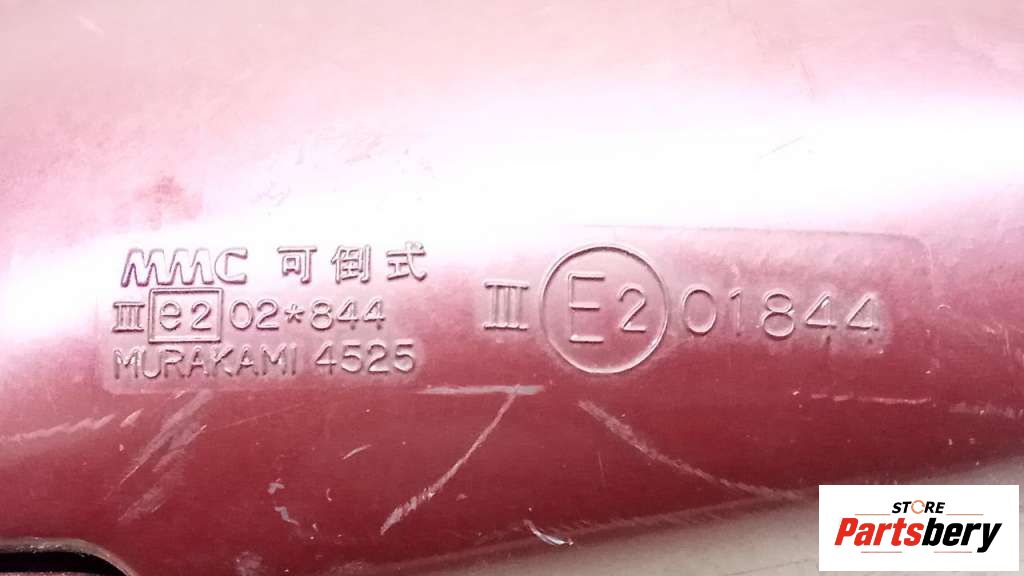 MMC 可倒式
III e2 02*844
MURAKAMI 4525
III E2 01844
STORE
Partsbery